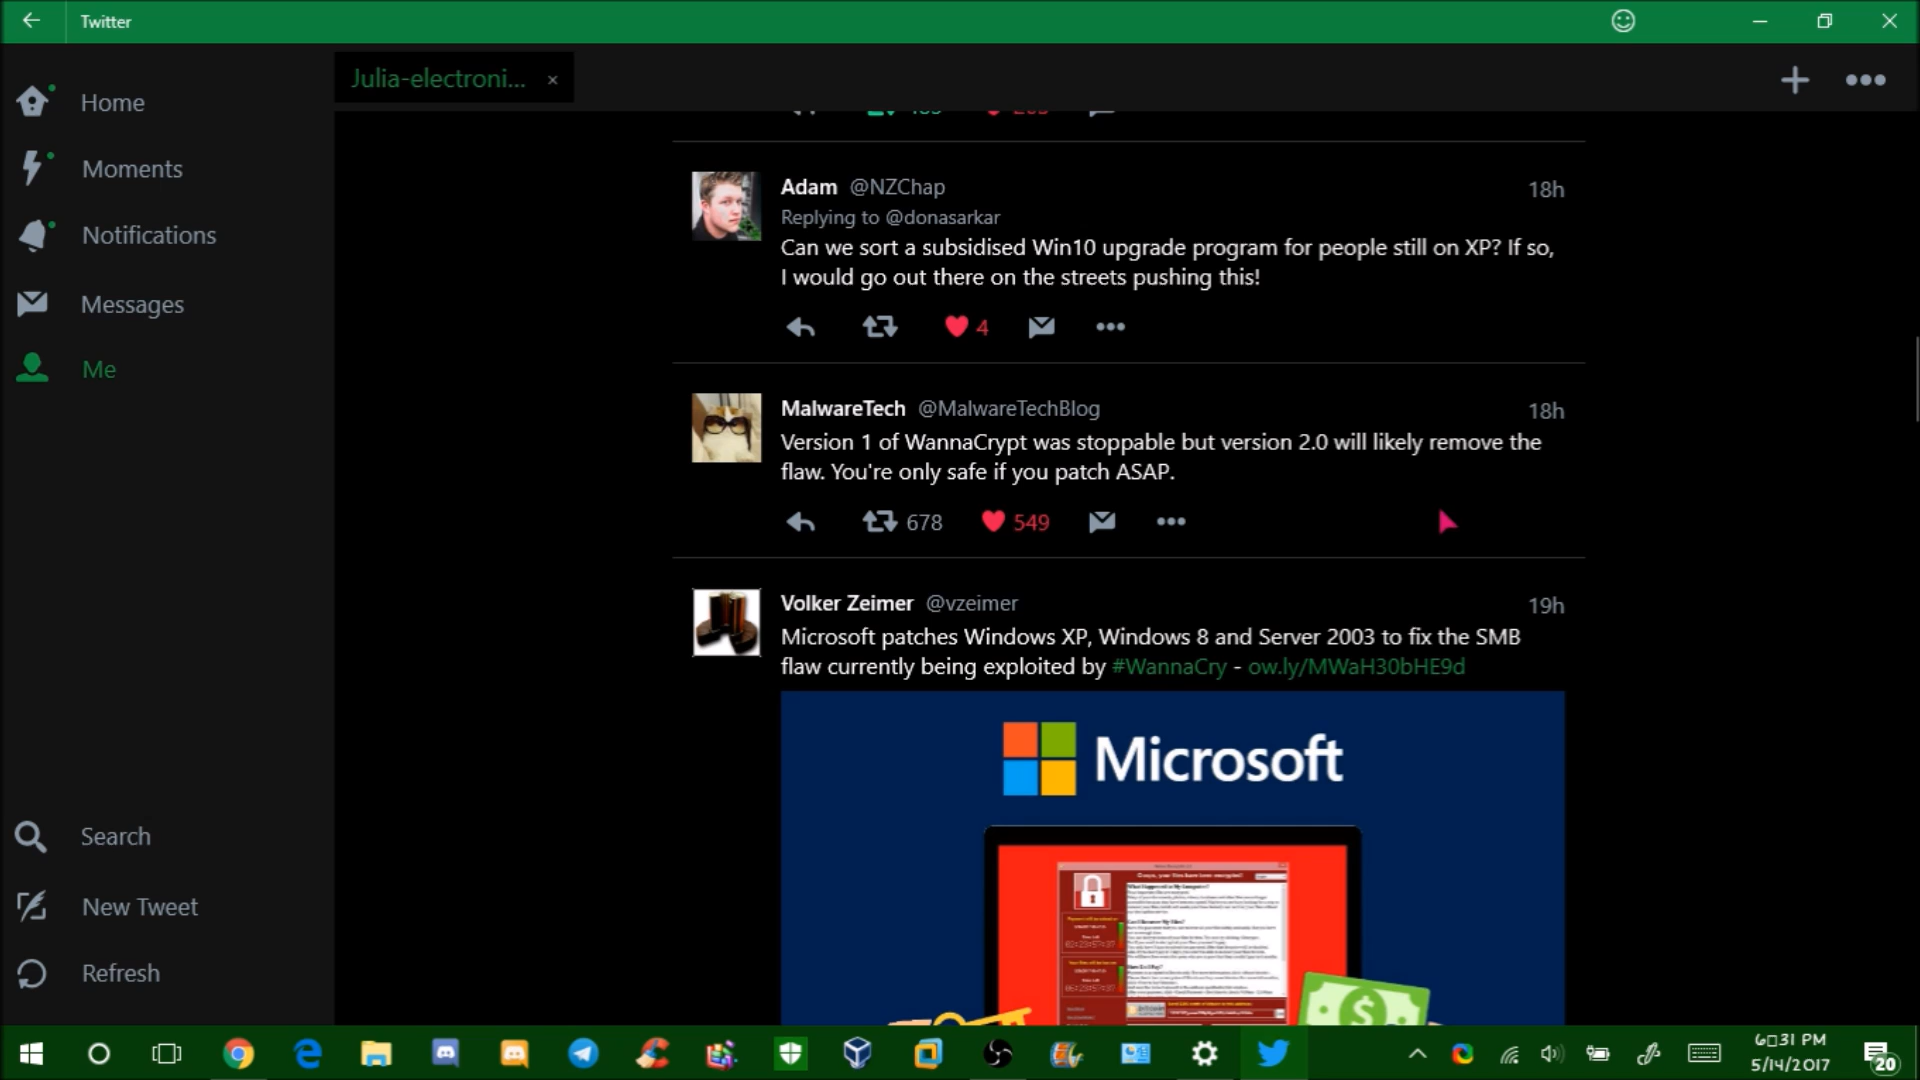 Twitter
Julia-electroni...
Home
Moments
Notifications
Messages
Me
Adam @NZChap 18h
Replying to @donasarkar
Can we sort a subsidised Win10 upgrade program for people still on XP? If so,
I would go out there on the streets pushing this!
4
MalwareTech @MalwareTechBlog 18h
Version 1 of WannaCrypt was stoppable but version 2.0 will likely remove the
flaw. You're only safe if you patch ASAP.
678 549
Volker Zeimer @vzeimer 19h
Microsoft patches Windows XP, Windows 8 and Server 2003 to fix the SMB
flaw currently being exploited by #WannaCry - ow.ly/MWaH30bHE9d
Microsoft
Search
New Tweet
Refresh
6▯31 PM
5/14/2017
20